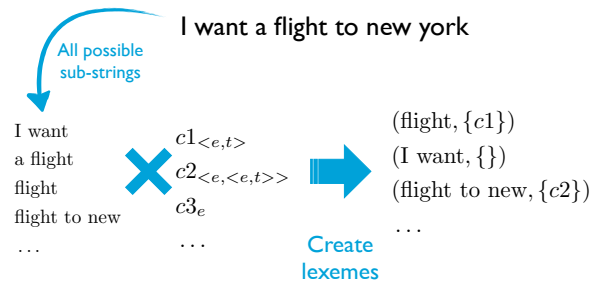 I want a flight to new york
All possible
sub-strings
I want
a flight
flight
flight to new
...
c1<e,t>
c2<e,<e,t>>
c3e
...
(flight, {c1})
(I want, {})
(flight to new, {c2})
...
Create
lexemes